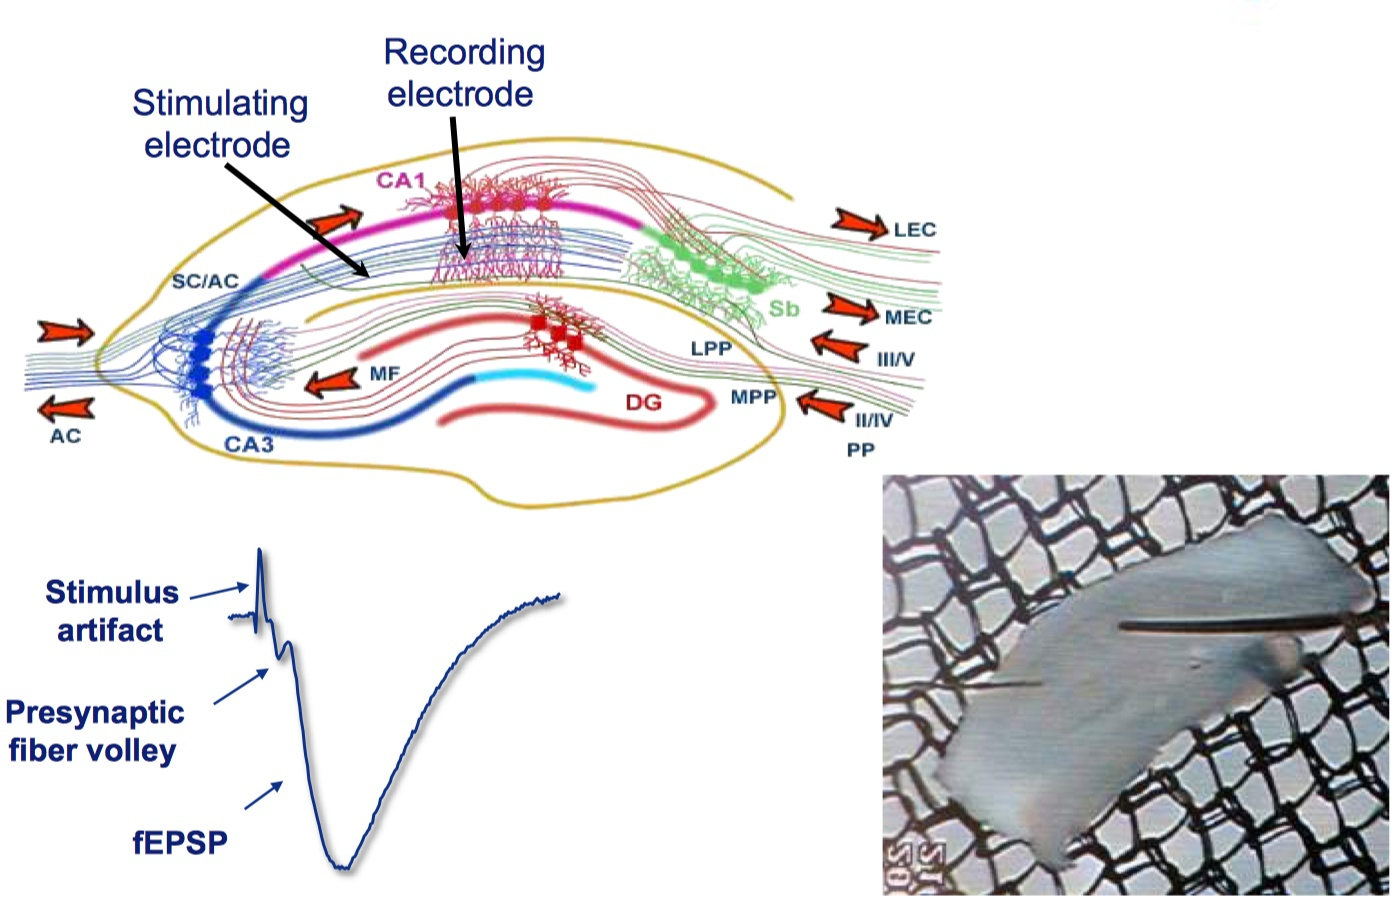 Recording
electrode
Stimulating
electrode
CA1
SC/AC
LEC
Sb
MEC
III/V
LPP
MF
MPP
DG
II/IV
AC
CA3
PP
Stimulus
artifact
Presynaptic
fiber volley
fEPSP